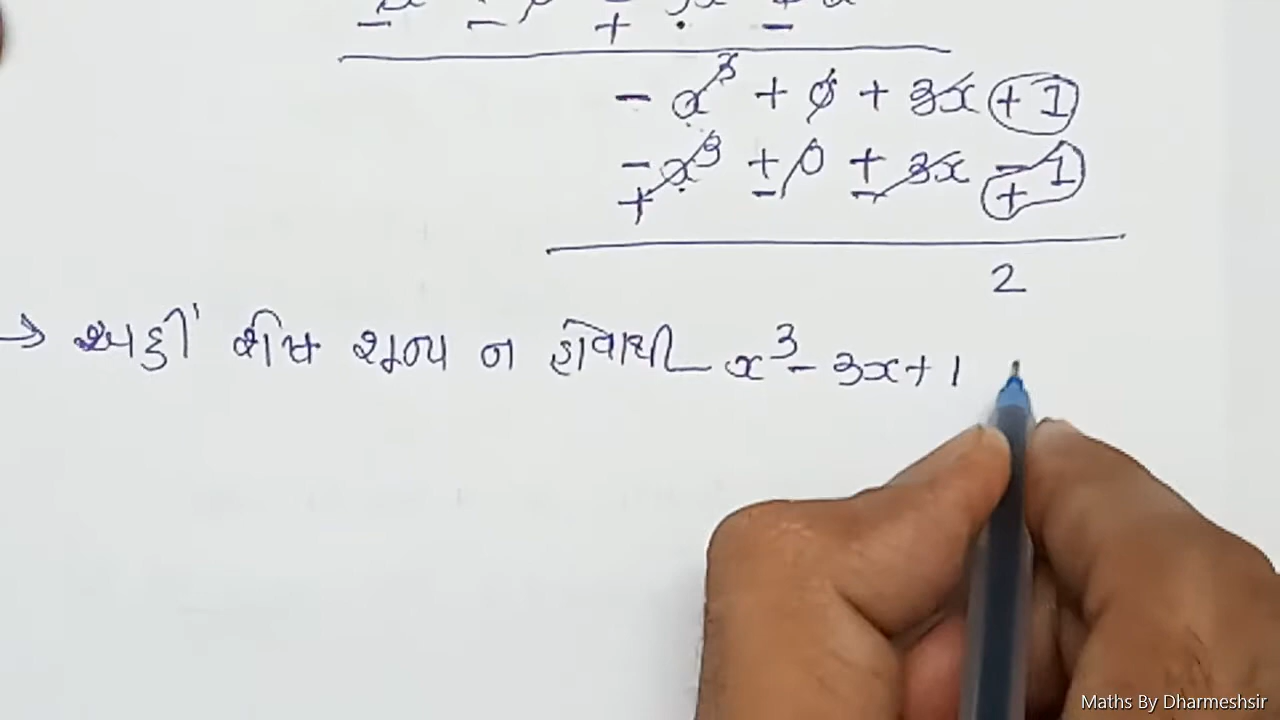 - x³ + 0 + 3x + 1
- x³ + 0 + 3x - 1
+ - - +
2
→ અહીં શેષ શૂન્ય ન હોવાથી x³ - 3x + 1
Maths By Dharmeshsir